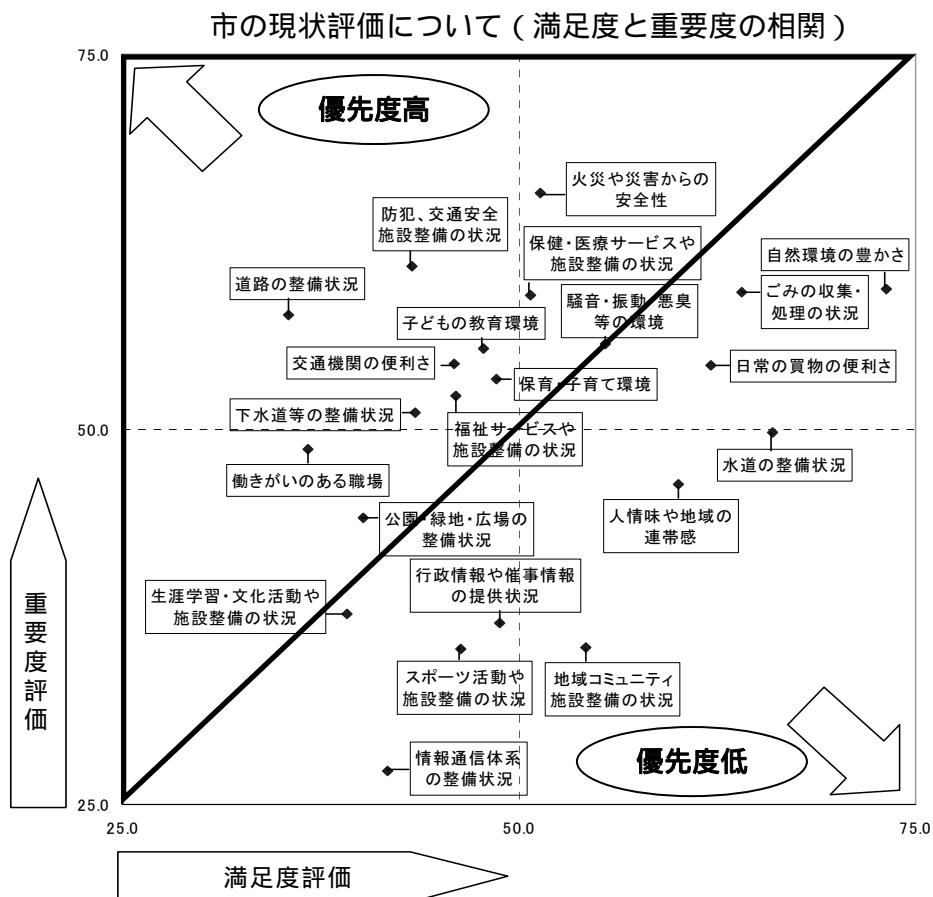 市の現状評価について(満足度と重要度の相関)
75.0
優先度高
火災や災害からの
安全性
防犯、交通安全
施設整備の状況
保健・医療サービスや
施設整備の状況
自然環境の豊かさ
道路の整備状況
ごみの収集・
処理の状況
騒音・振動・悪臭
等の環境
子どもの教育環境
交通機関の便利さ
日常の買物の便利さ
保育・子育て環境
下水道等の整備状況
50.0
福祉サービスや
施設整備の状況
水道の整備状況
働きがいのある職場
公園・緑地・広場の
整備状況
人情味や地域の
連帯感
行政情報や催事情報
の提供状況
生涯学習・文化活動や
施設整備の状況
スポーツ活動や
施設整備の状況
地域コミュニティ
施設整備の状況
情報通信体系
の整備状況
優先度低
重要度評価
25.0
25.0
50.0
75.0
満足度評価